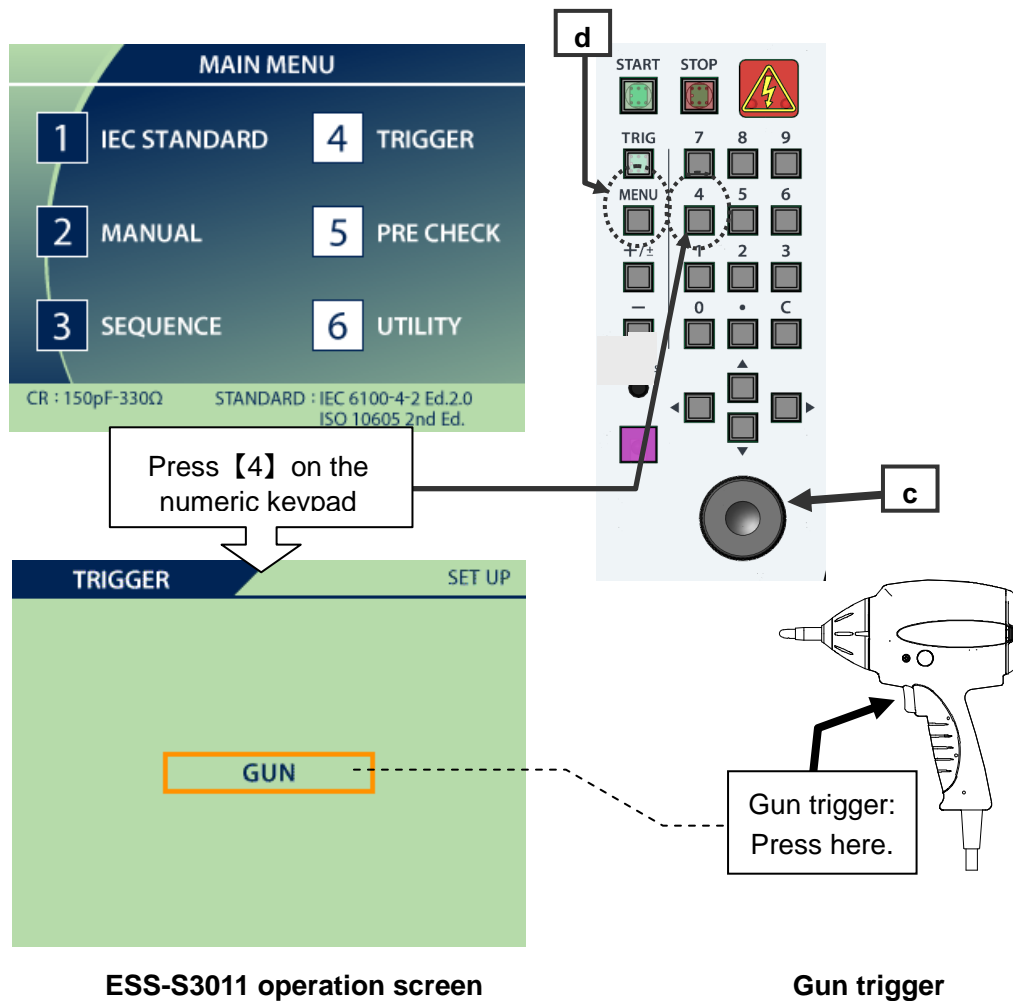 d
MAIN MENU
1 IEC STANDARD 4 TRIGGER
2 MANUAL 5 PRE CHECK
3 SEQUENCE 6 UTILITY
CR : 150pF-330Ω STANDARD : IEC 6100-4-2 Ed.2.0
ISO 10605 2nd Ed.
START STOP
TRIG 7 8 9
MENU 4 5 6
+/± 1 2 3
− 0 • C
Press【4】on the
numeric keypad
c
TRIGGER SET UP
GUN
Gun trigger:
Press here.
ESS-S3011 operation screen Gun trigger